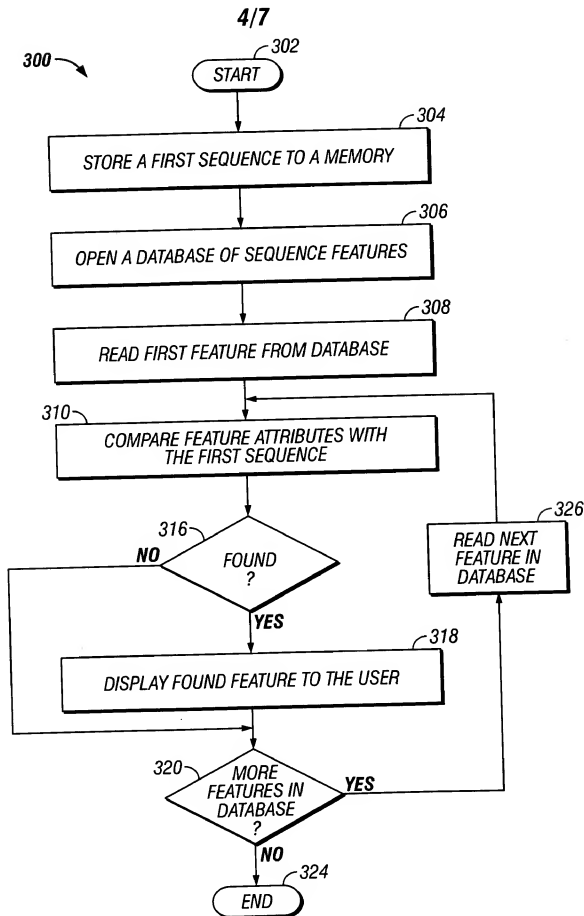 4/7
300
302
START
304
STORE A FIRST SEQUENCE TO A MEMORY
306
OPEN A DATABASE OF SEQUENCE FEATURES
308
READ FIRST FEATURE FROM DATABASE
310
COMPARE FEATURE ATTRIBUTES WITH
THE FIRST SEQUENCE
316
NO
FOUND
?
YES
326
READ NEXT
FEATURE IN
DATABASE
318
DISPLAY FOUND FEATURE TO THE USER
320
MORE
FEATURES IN
DATABASE
?
YES
NO
324
END